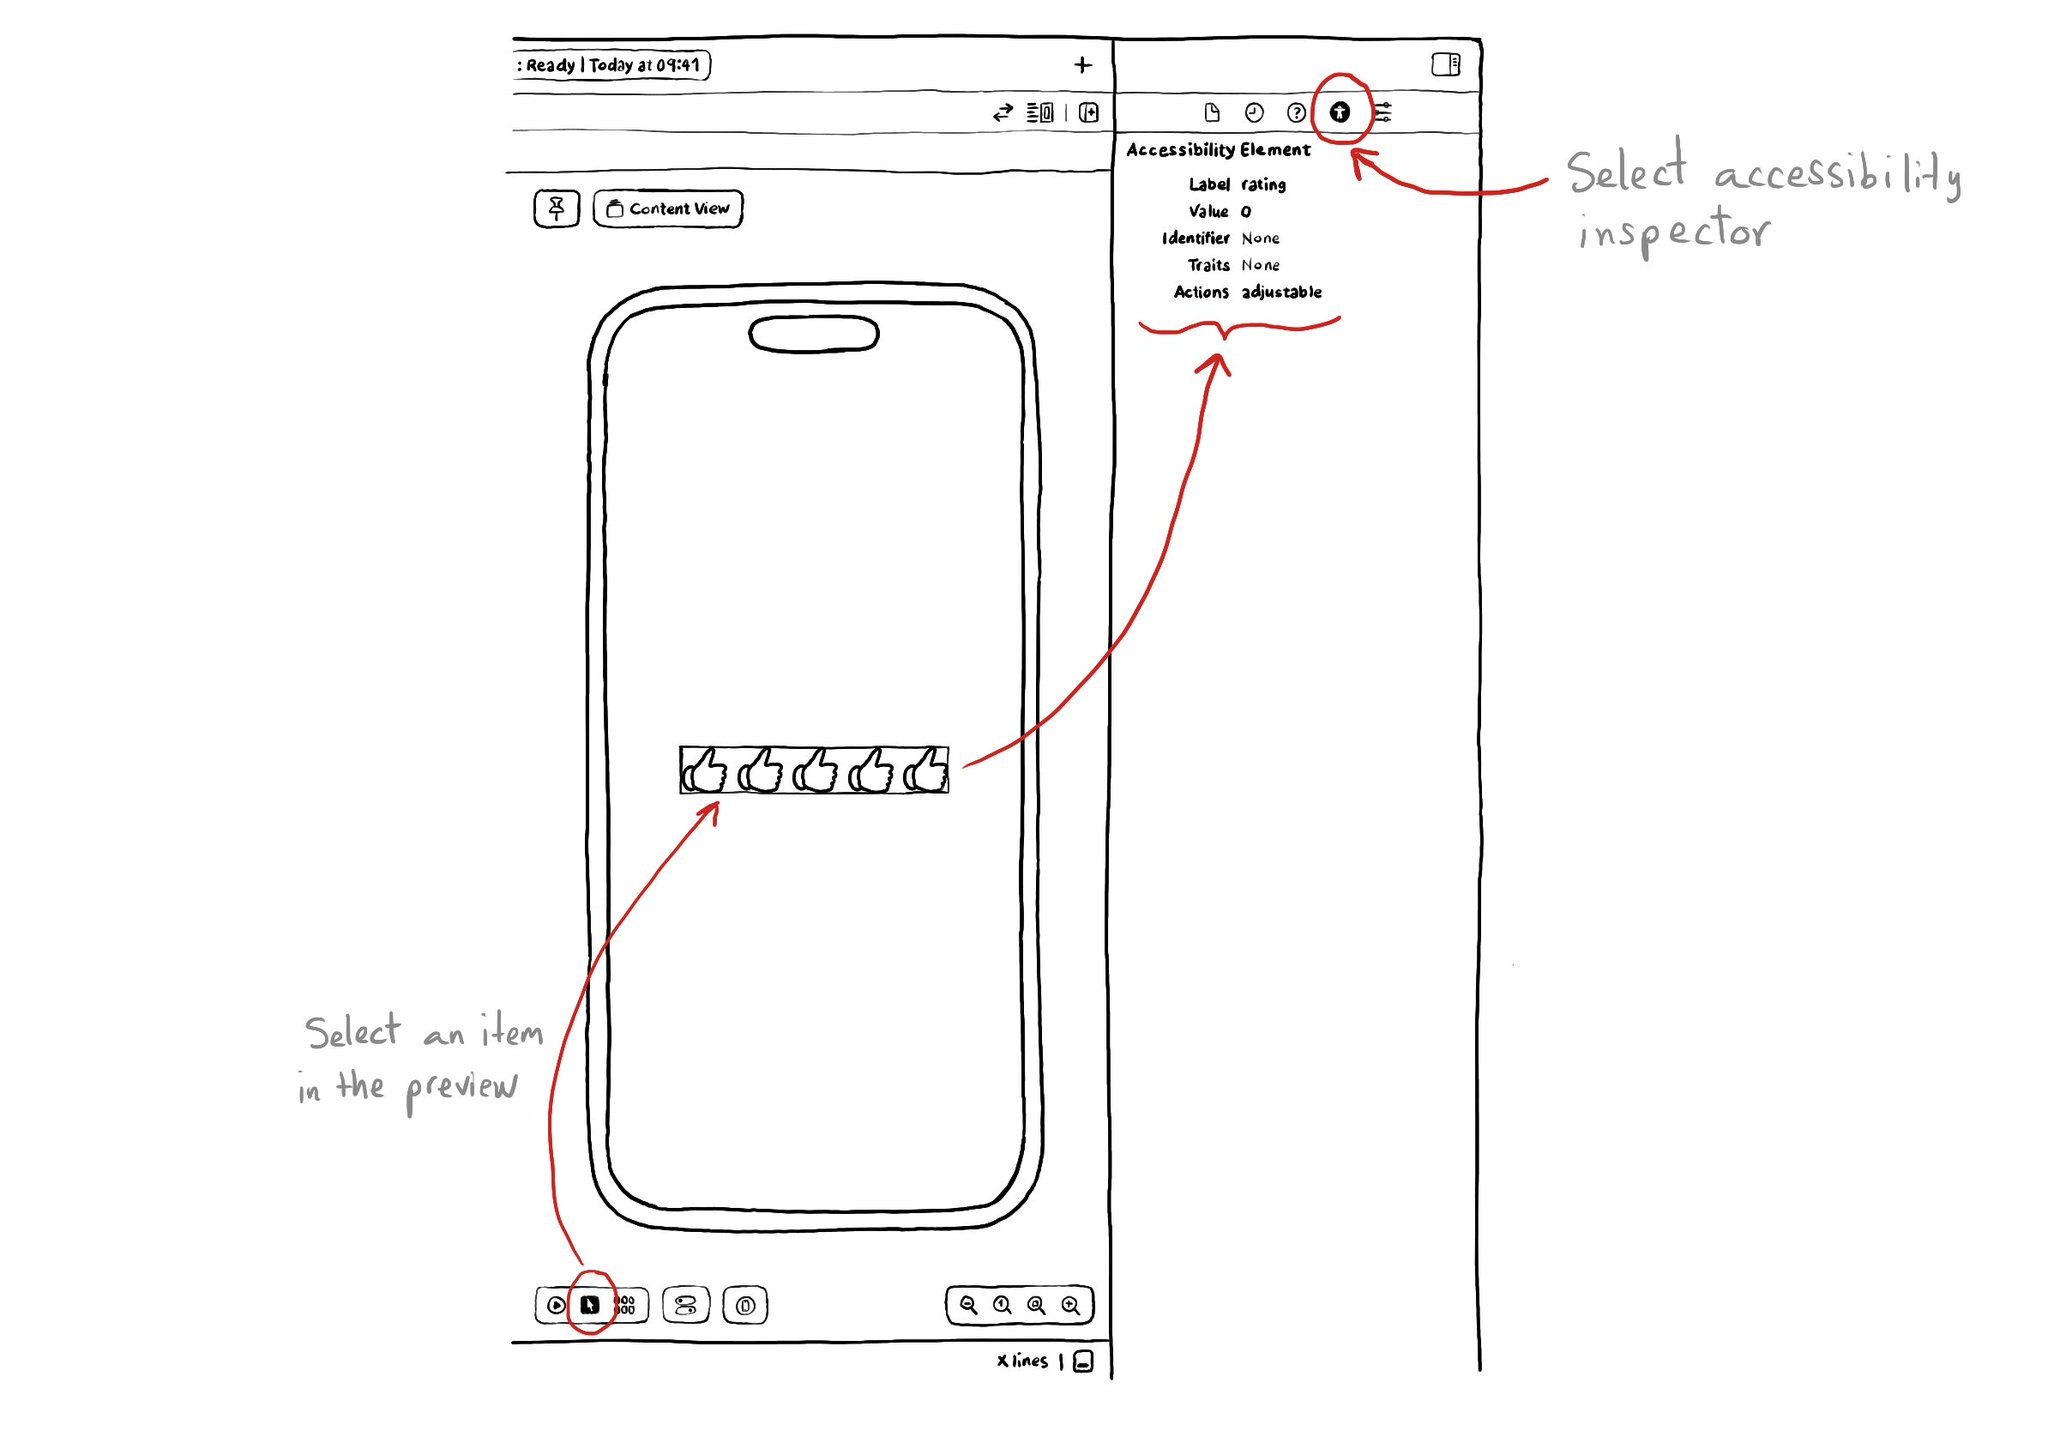 : Ready | Today at 09:41
Content View
Accessibility Element
Label rating
Value 0
Identifier None
Traits None
Actions adjustable
Select accessibility
inspector
Select an item
in the preview
X lines |